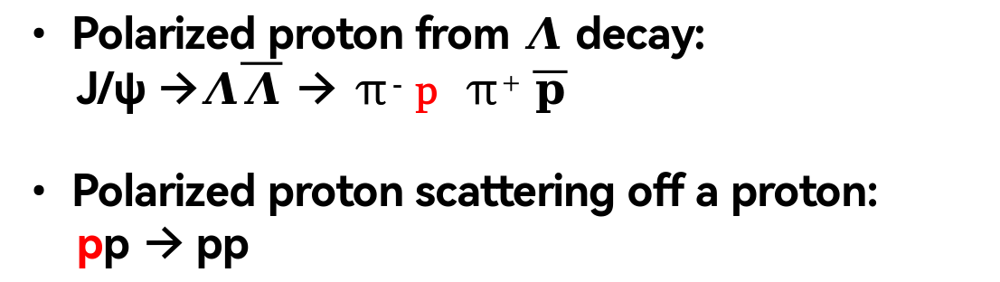 • Polarized proton from Λ decay:
J/ψ → Λ Λ̅ → π⁻ p π⁺ p̅
• Polarized proton scattering off a proton:
pp → pp